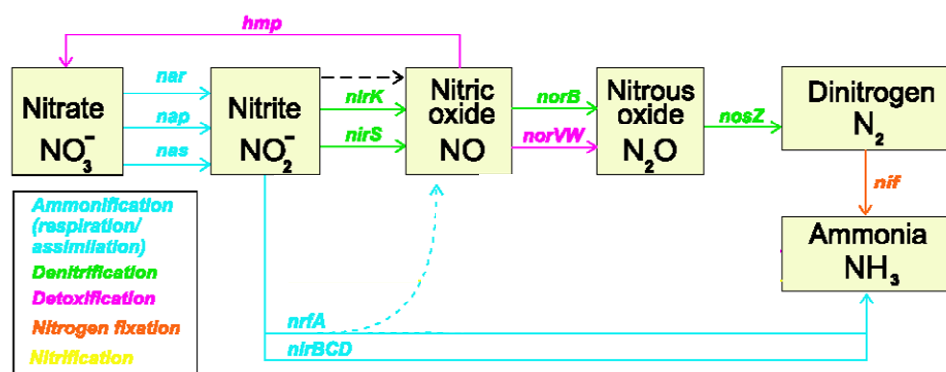 hmp
nar
nap
nas
nirK
nirS
norB
norVW
nosZ
Nitrate
NO₃⁻
Nitrite
NO₂⁻
Nitric
oxide
NO
Nitrous
oxide
N₂O
Dinitrogen
N₂
nif
Ammonia
NH₃
Ammonification
(respiration/
assimilation)
Denitrification
Detoxification
Nitrogen fixation
Nitrification
nrfA
nirBCD